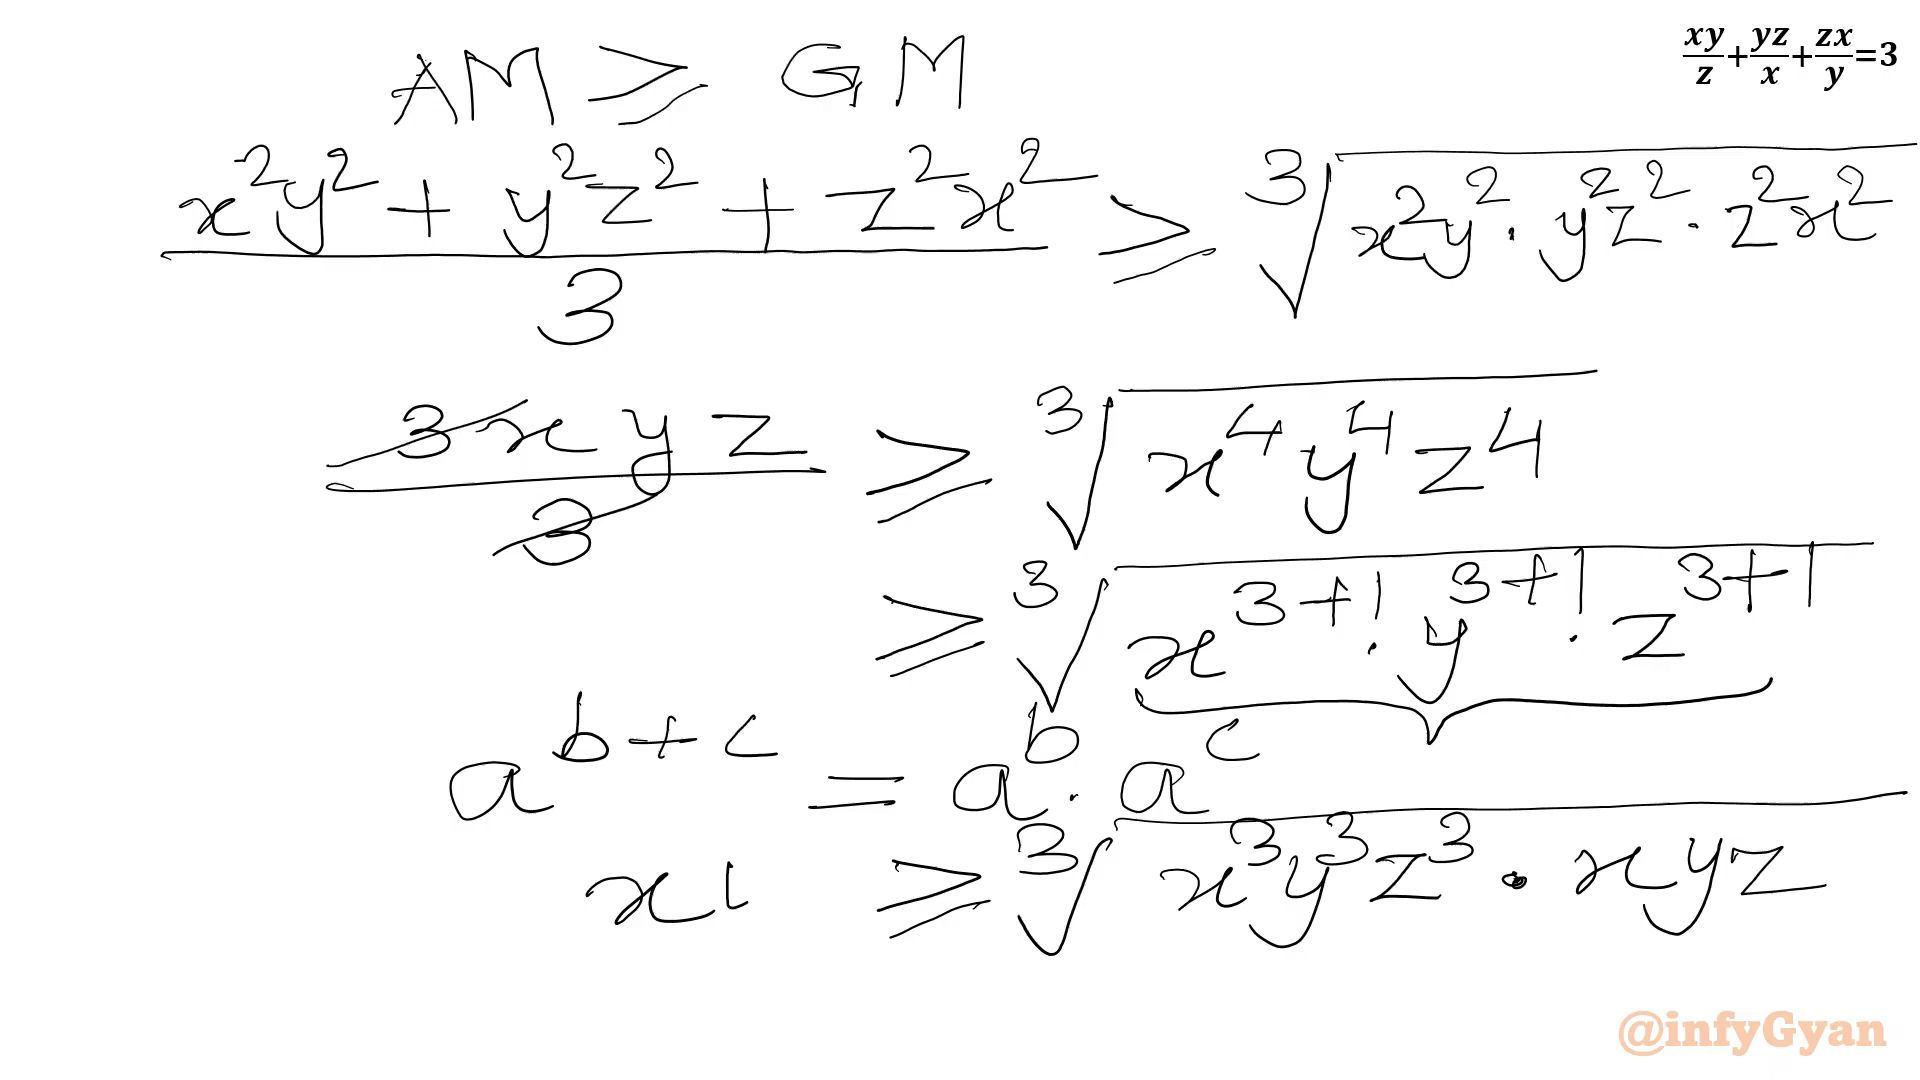 xy/z + yz/x + zx/y = 3
AM ≥ GM
(x²y² + y²z² + z²x²)/3 ≥ ∛(x²y² · y²z² · z²x²)
3xyz/3 ≥ ∛(x⁴y⁴z⁴)
≥ ∛(x³⁺¹ · y³⁺¹ · z³⁺¹)
a^(b+c) = a^b · a^c
x ≥ ∛(x³y³z³ · xyz)
@infyGyan